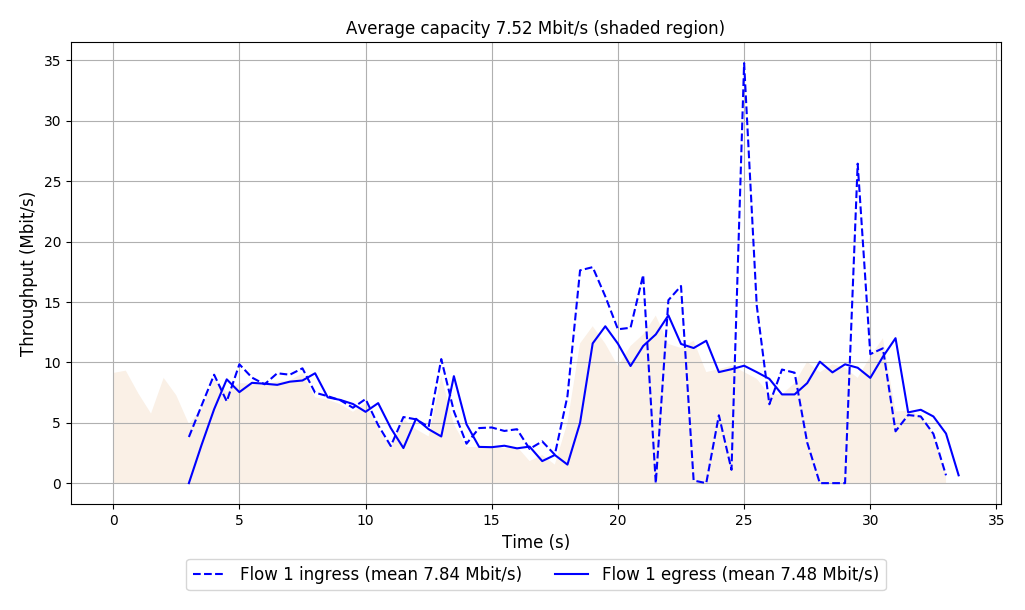 Average capacity 7.52 Mbit/s (shaded region)
Throughput (Mbit/s)
35
30
25
20
15
10
5
0
0 5 10 15 20 25 30 35
Time (s)
Flow 1 ingress (mean 7.84 Mbit/s) Flow 1 egress (mean 7.48 Mbit/s)